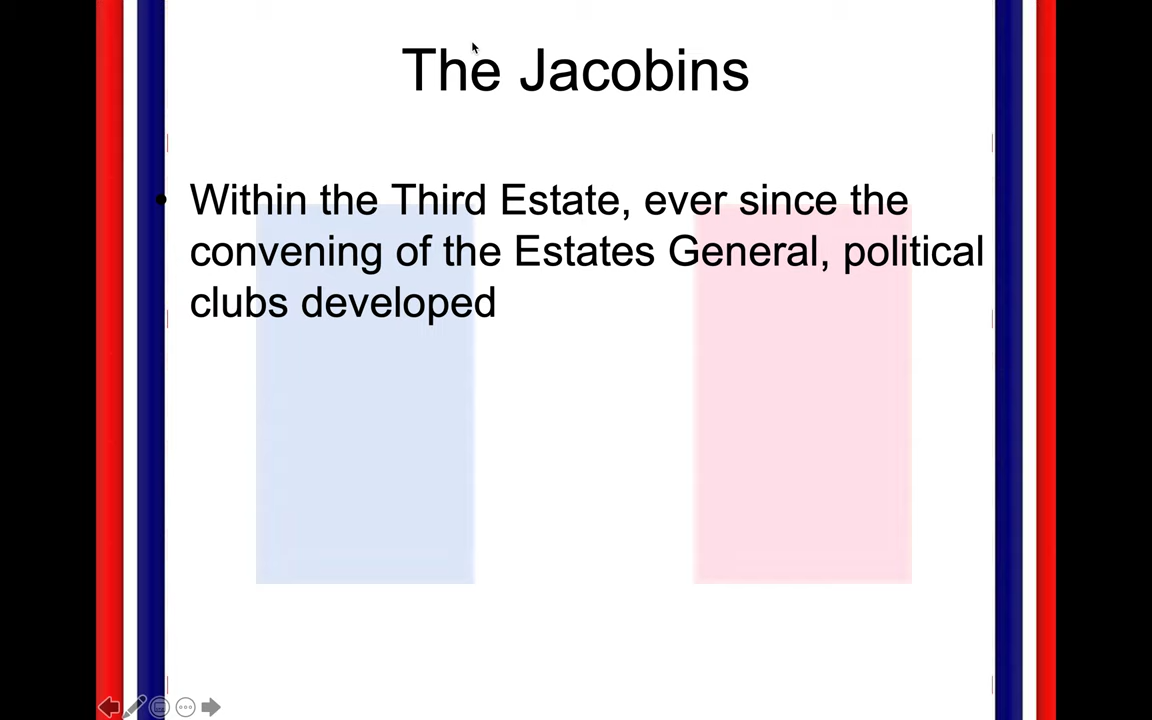 The Jacobins
• Within the Third Estate, ever since the
convening of the Estates General, political
clubs developed